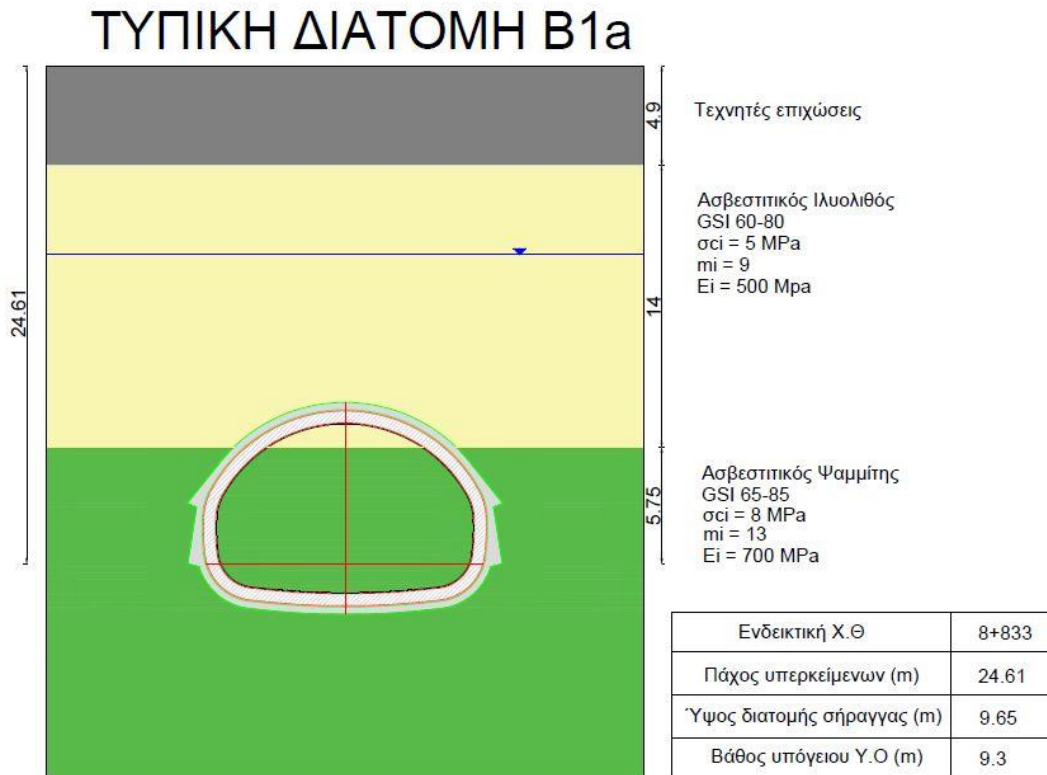 ΤΥΠΙΚΗ ΔΙΑΤΟΜΗ Β1a
4.9
Τεχνητές επιχώσεις
Ασβεστιτικός Ιλυολιθός
GSI 60-80
σci = 5 MPa
mi = 9
Ei = 500 Mpa
24.61
14
Ασβεστιτικός Ψαμμίτης
GSI 65-85
σci = 8 MPa
mi = 13
Ei = 700 MPa
5.75
Ενδεικτική Χ.Θ 8+833
Πάχος υπερκείμενων (m) 24.61
Ύψος διατομής σήραγγας (m) 9.65
Βάθος υπόγειου Υ.Ο (m) 9.3